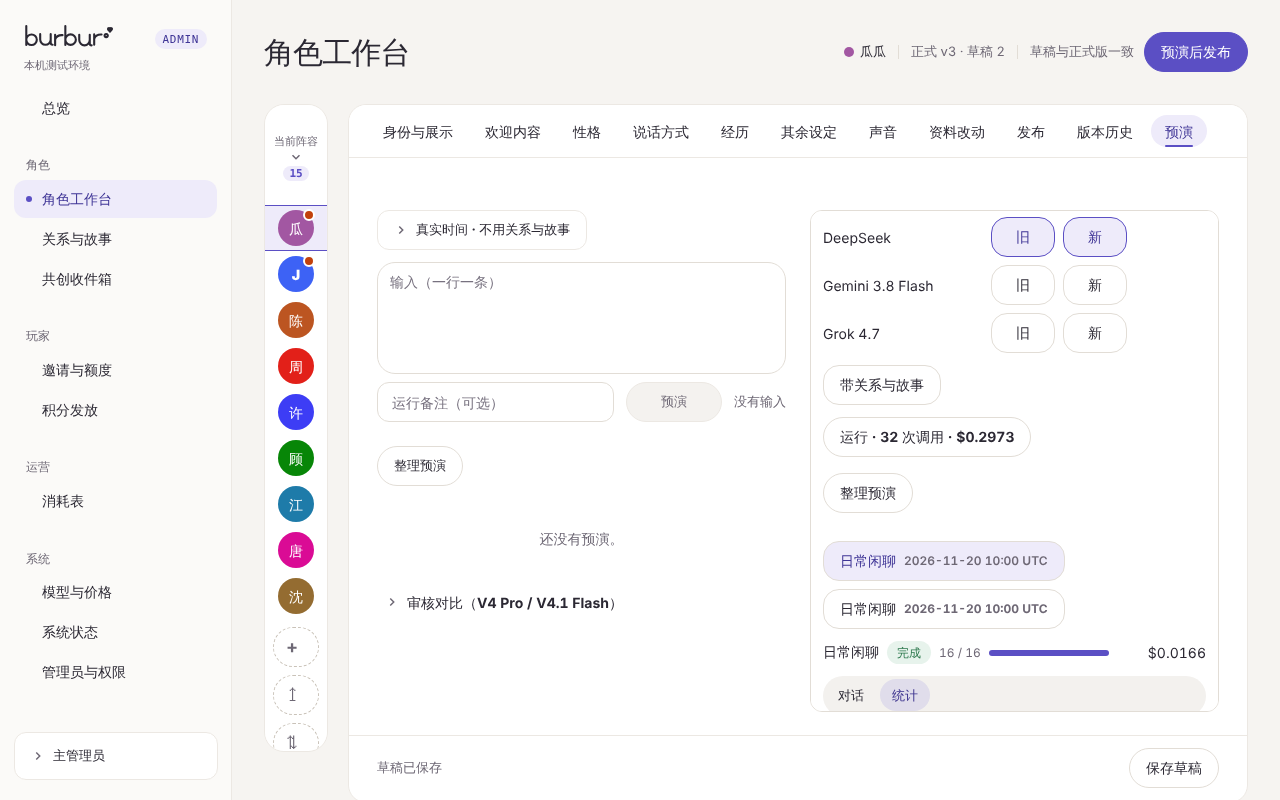 burbur
ADMIN
本机测试环境
总览
角色
角色工作台
关系与故事
共创收件箱
玩家
邀请与额度
积分发放
运营
消耗表
系统
模型与价格
系统状态
管理员与权限
主管理员
角色工作台
瓜瓜 正式 v3 · 草稿 2 草稿与正式版一致 预演后发布
当前阵容
15
瓜
J
陈
周
许
顾
江
唐
沈
+
身份与展示 欢迎内容 性格 说话方式 经历 其余设定 声音 资料改动 发布 版本历史 预演
真实时间 · 不用关系与故事
输入（一行一条）
运行备注（可选） 预演 没有输入
整理预演
还没有预演。
审核对比（V4 Pro / V4.1 Flash）
DeepSeek 旧 新
Gemini 3.8 Flash 旧 新
Grok 4.7 旧 新
带关系与故事
运行 · 32 次调用 · $0.2973
整理预演
日常闲聊 2026-11-20 10:00 UTC
日常闲聊 2026-11-20 10:00 UTC
日常闲聊 完成 16 / 16 $0.0166
对话 统计
草稿已保存 保存草稿